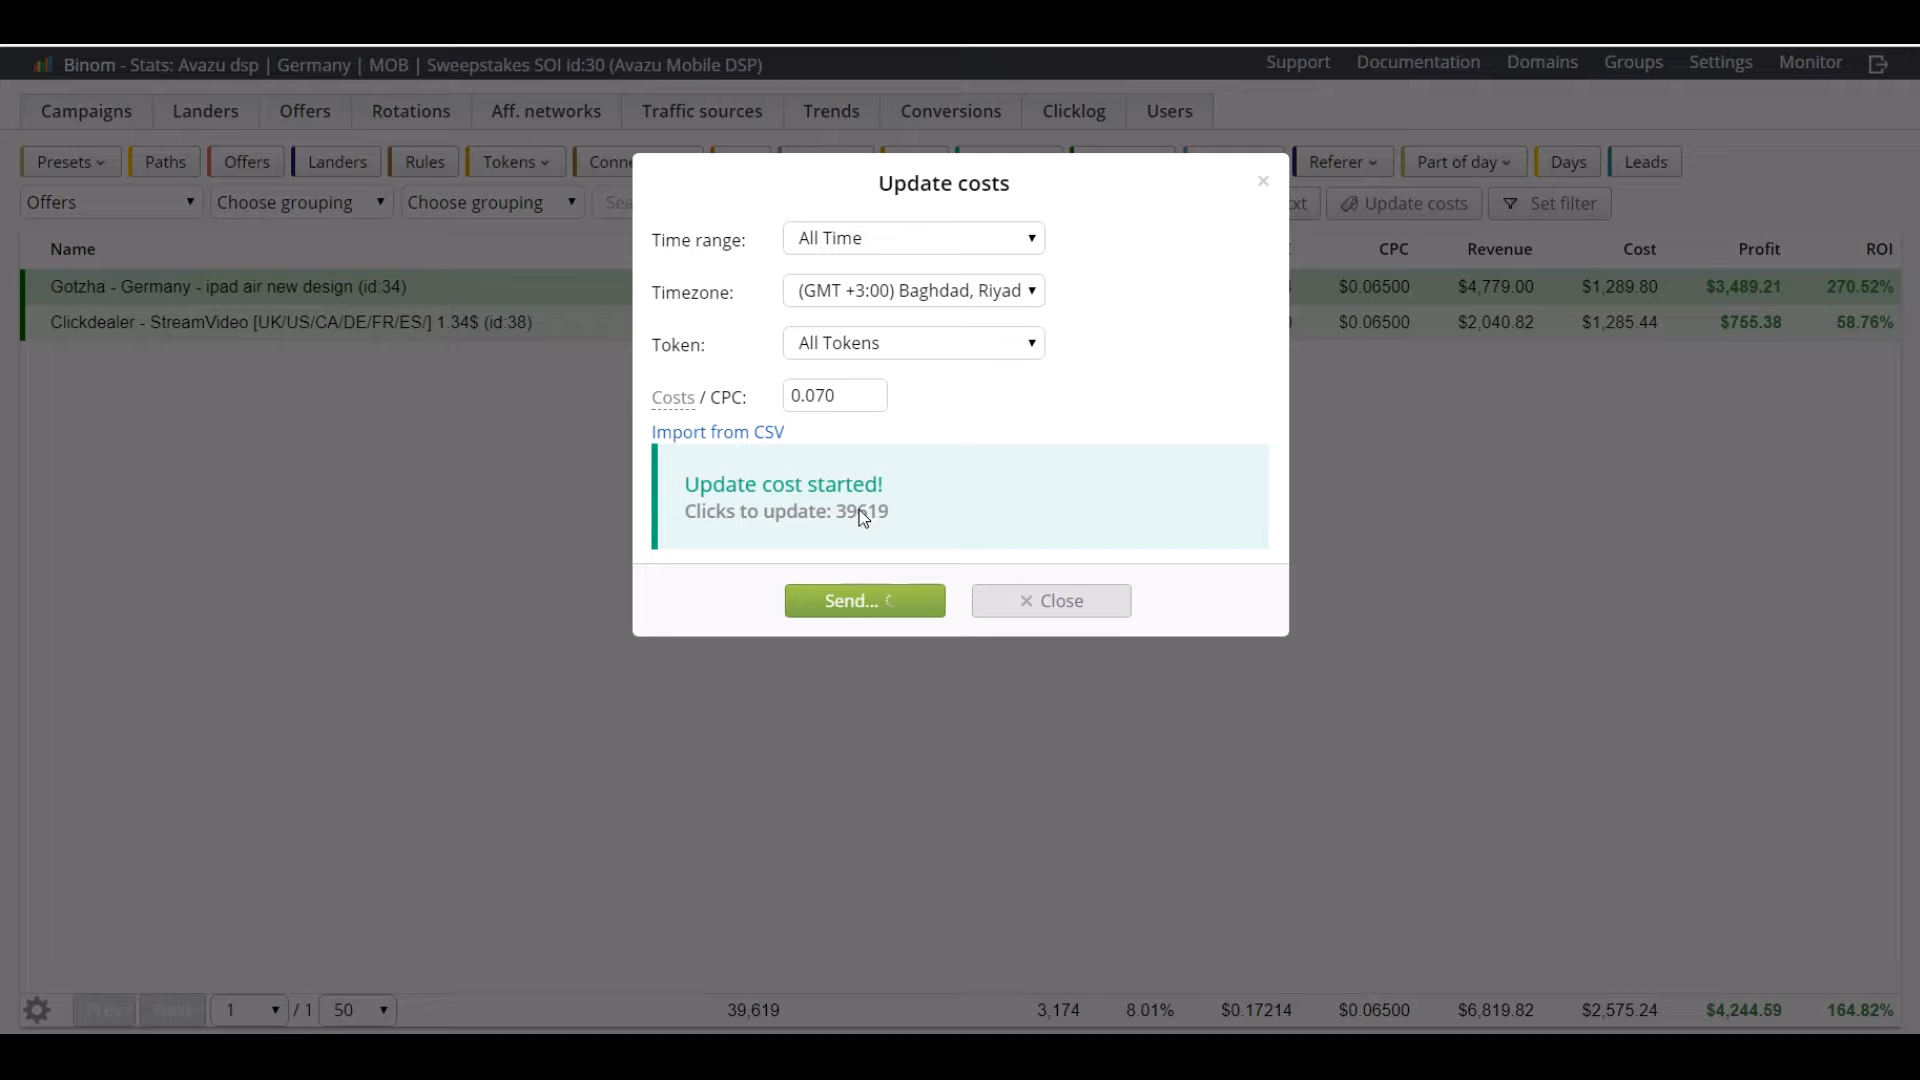 Binom - Stats: Avazu dsp | Germany | MOB | Sweepstakes SOI id:30 (Avazu Mobile DSP)
Support Documentation Domains Groups Settings Monitor
Campaigns Landers Offers Rotations Aff. networks Traffic sources Trends Conversions Clicklog Users
Presets Paths Offers Landers Rules Tokens Referer Part of day Days Leads
Offers Choose grouping Choose grouping Update costs Set filter
Name CPC Revenue Cost Profit ROI
Gotzha - Germany - ipad air new design (id:34) $0.06500 $4,779.00 $1,289.80 $3,489.21 270.52%
Clickdealer - StreamVideo [UK/US/CA/DE/FR/ES/] 1.34$ (id:38) $0.06500 $2,040.82 $1,285.44 $755.38 58.76%
Update costs
Time range: All Time
Timezone: (GMT +3:00) Baghdad, Riyad
Token: All Tokens
Costs / CPC: 0.070
Import from CSV
Update cost started!
Clicks to update: 39619
Send... Close
Prev Next 1 / 1 50 39,619 3,174 8.01% $0.17214 $0.06500 $6,819.82 $2,575.24 $4,244.59 164.82%